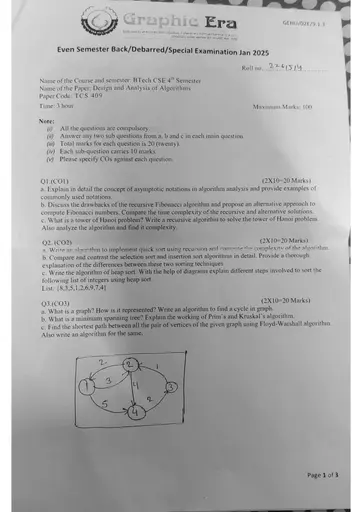 Graphic Era
Even Semester Back/Debarred/Special Examination Jan 2025
Roll no.
Name of the Course and semester: BTech CSE 4th Semester
Name of the Paper: Design and Analysis of Algorithms
Paper Code: TCS 409
Time: 3 hour Maximum Marks: 100
Note:
(i) All the questions are compulsory.
(ii) Answer any two sub questions from a, b and c in each main question
(iii) Total marks for each question is 20 (twenty)
(iv) Each sub-question carries 10 marks
(v) Please specify COs against each question.
Q1.(CO1) (2X10=20 Marks)
a. Explain in detail the concept of asymptotic notations in algorithm analysis and provide examples of
commonly used notations.
b. Discuss the drawbacks of the recursive Fibonacci algorithm and propose an alternative approach to
compute Fibonacci numbers. Compare the time complexity of the recursive and alternative solutions.
c. What is a tower of Hanoi problem? Write a recursive algorithm to solve the tower of Hanoi problem.
Also analyze the algorithm and find it complexity.
Q2. (CO2) (2X10=20 Marks)
a. Write an algorithm to implement quick sort using recursion and the complexity of the algorithm
b. Compare and contrast the selection sort and insertion sort algorithms in detail. Provide a thorough
explanation of the differences between these two sorting techniques
c. Write the algorithm of heap sort. With the help of diagrams explain different steps involved to sort the
following list of integers using heap sort
List: {8,3,5,1,2,6,9,7,4}
Q3.(CO3) (2X10=20 Marks)
a. What is a graph? How is it represented? Write an algorithm to find a cycle in graph.
b. What is a minimum spanning tree? Explain the working of Prim's and Kruskal's algorithm.
c. Find the shortest path between all the pair of vertices of the given graph using Floyd-Warshall algorithm.
Also write an algorithm for the same.
2 2 1
1 3 4 3
5 2
4
Page 1 of 3